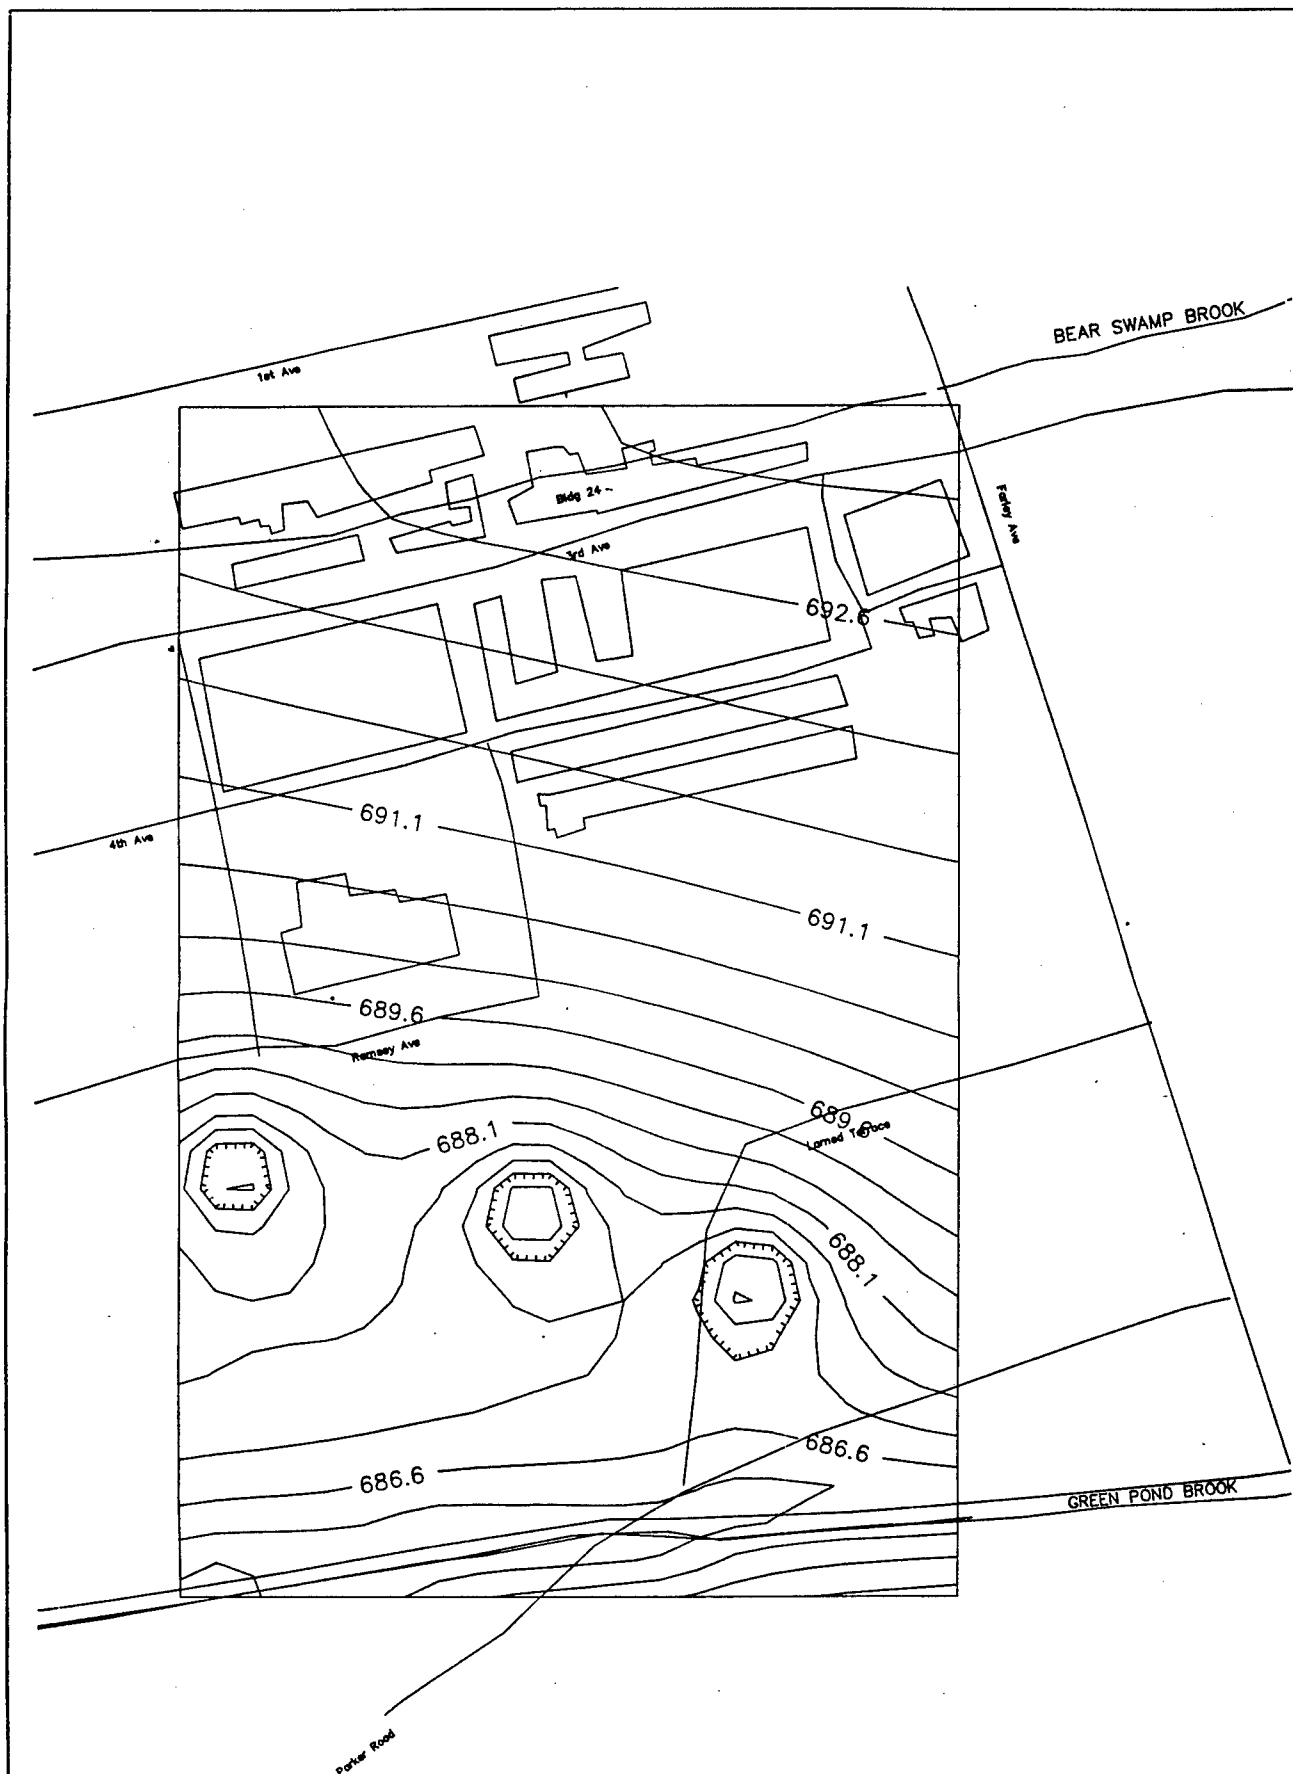 BEAR SWAMP BROOK
1st Ave
Bldg 24
Farley Ave
3rd Ave
692.6
691.1
4th Ave
691.1
689.6
Ramsey Ave
689.6
Larned Terrace
688.1
688.1
686.6
686.6
GREEN POND BROOK
Parker Road